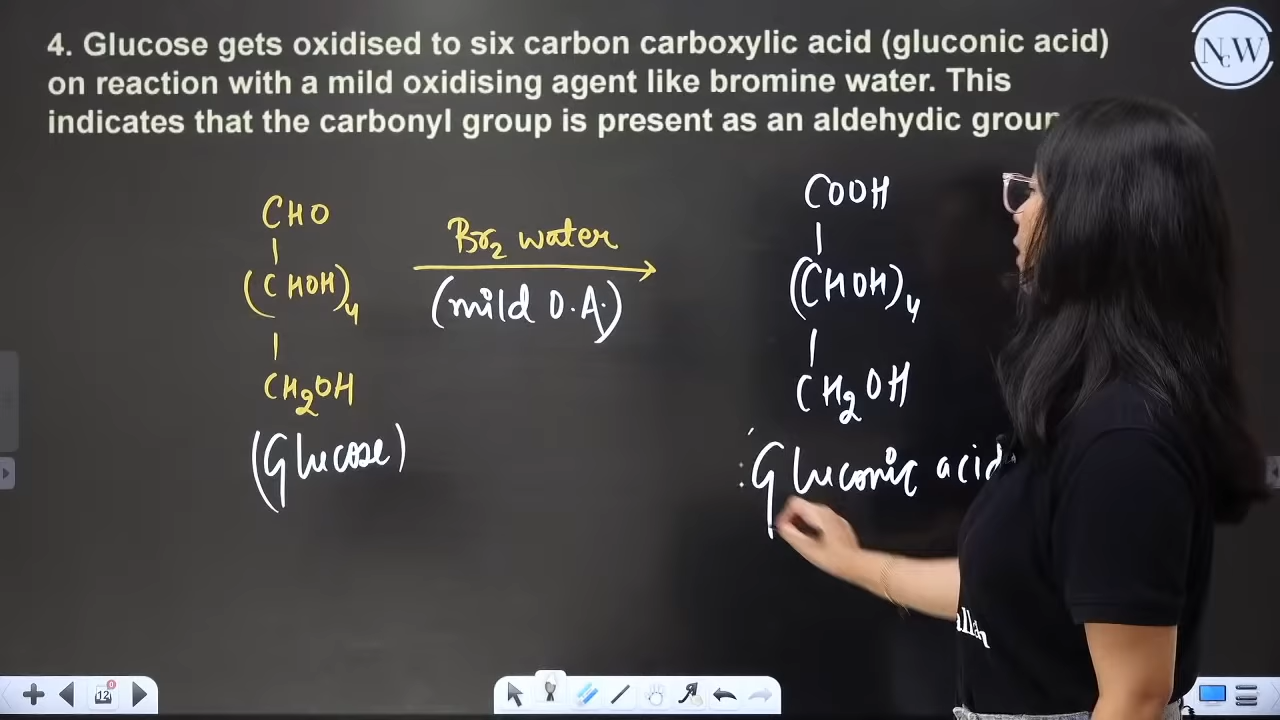 4. Glucose gets oxidised to six carbon carboxylic acid (gluconic acid)
on reaction with a mild oxidising agent like bromine water. This
indicates that the carbonyl group is present as an aldehydic group
NcW
CHO
(CHOH)4
CH2OH
(Glucose)
Br2 water
(mild O.A.)
COOH
(CHOH)4
CH2OH
Gluconic acid
12